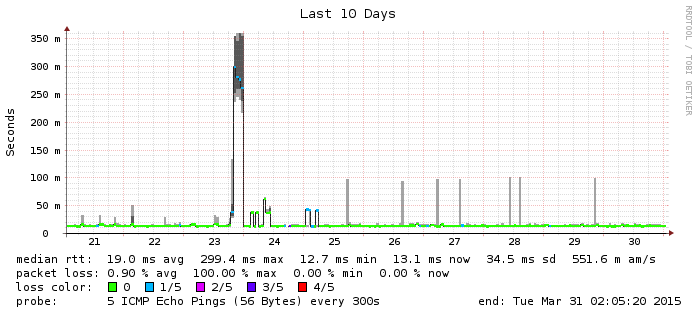 Last 10 Days
RRDTOOL / TOBI OETIKER
Seconds
350 m
300 m
250 m
200 m
150 m
100 m
50 m
0
21 22 23 24 25 26 27 28 29 30
median rtt: 19.0 ms avg 299.4 ms max 12.7 ms min 13.1 ms now 34.5 ms sd 551.6 m am/s
packet loss: 0.90 % avg 100.00 % max 0.00 % min 0.00 % now
loss color: 0 1/5 2/5 3/5 4/5
probe: 5 ICMP Echo Pings (56 Bytes) every 300s end: Tue Mar 31 02:05:20 2015